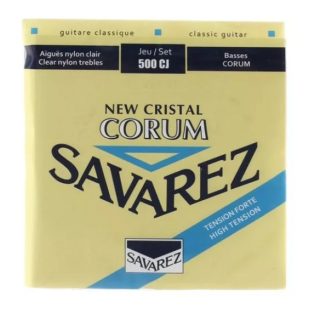 guitare classique
classic guitar
Aiguës nylon clair
Clear nylon trebles
Jeu / Set
500 CJ
Basses
CORUM
NEW CRISTAL
CORUM
SAVAREZ
TENSION FORTE
HIGH TENSION
SAVAREZ